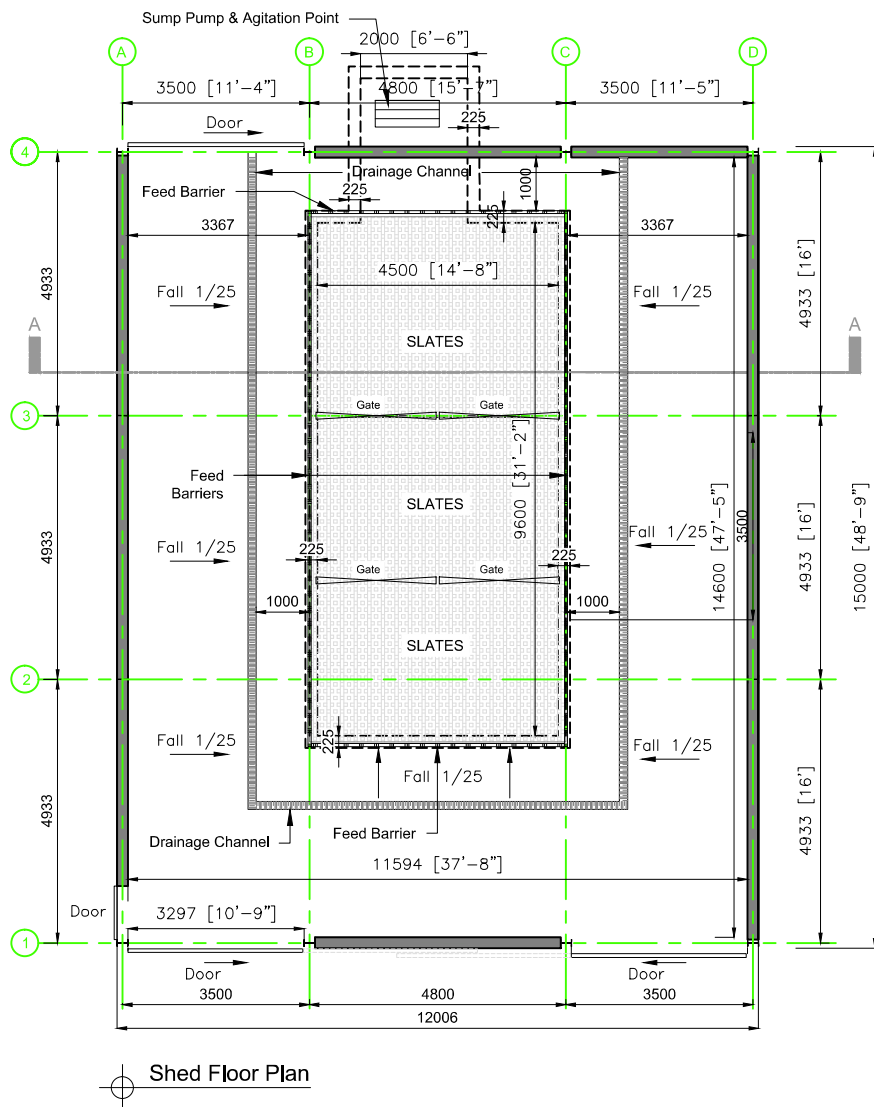 Sump Pump & Agitation Point
2000 [6'-6"]
A
B
C
D
3500 [11'-4"]
4800 [15'-7"]
3500 [11'-5"]
Door
225
4
Drainage Channel
1000
Feed Barrier
225
225
3367
3367
4933
4933 [16']
4500 [14'-8"]
Fall 1/25
Fall 1/25
A
A
SLATES
3
Gate
Gate
9600 [31'-2"]
Feed
Barriers
SLATES
14600 [47'-5"]
3500
15000 [48'-9"]
4933
4933 [16']
Fall 1/25
Fall 1/25
225
225
Gate
Gate
1000
1000
SLATES
2
225
Fall 1/25
Fall 1/25
Fall 1/25
4933
4933 [16']
Drainage Channel
Feed Barrier
11594 [37'-8"]
Door
3297 [10'-9"]
1
Door
Door
3500
4800
3500
12006
Shed Floor Plan